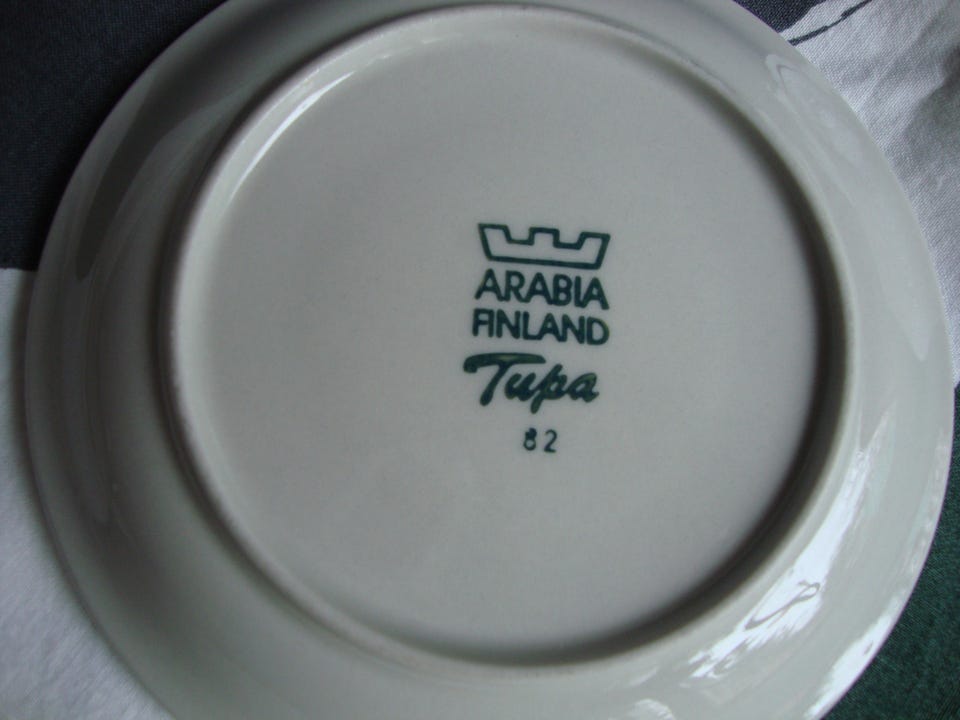 ARABIA
FINLAND
Tupa
82